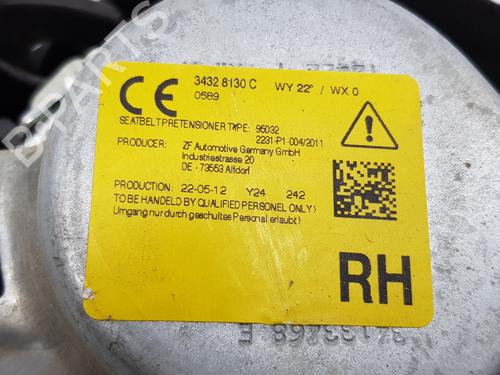 B-PARTS
34328130 C WY 22° / WX 0
CE 0589
SEATBELT PRETENSIONER TYPE: 95032
2231-P1-004/2011
PRODUCER: ZF Automotive Germany GmbH
Industriestrasse 20
DE - 73553 Alfdorf
PRODUCTION: 22-05-12 Y24 242
TO BE HANDLED BY QUALIFIED PERSONEL ONLY)
Umgang nur durch geschultes Personal erlaubt)
RH